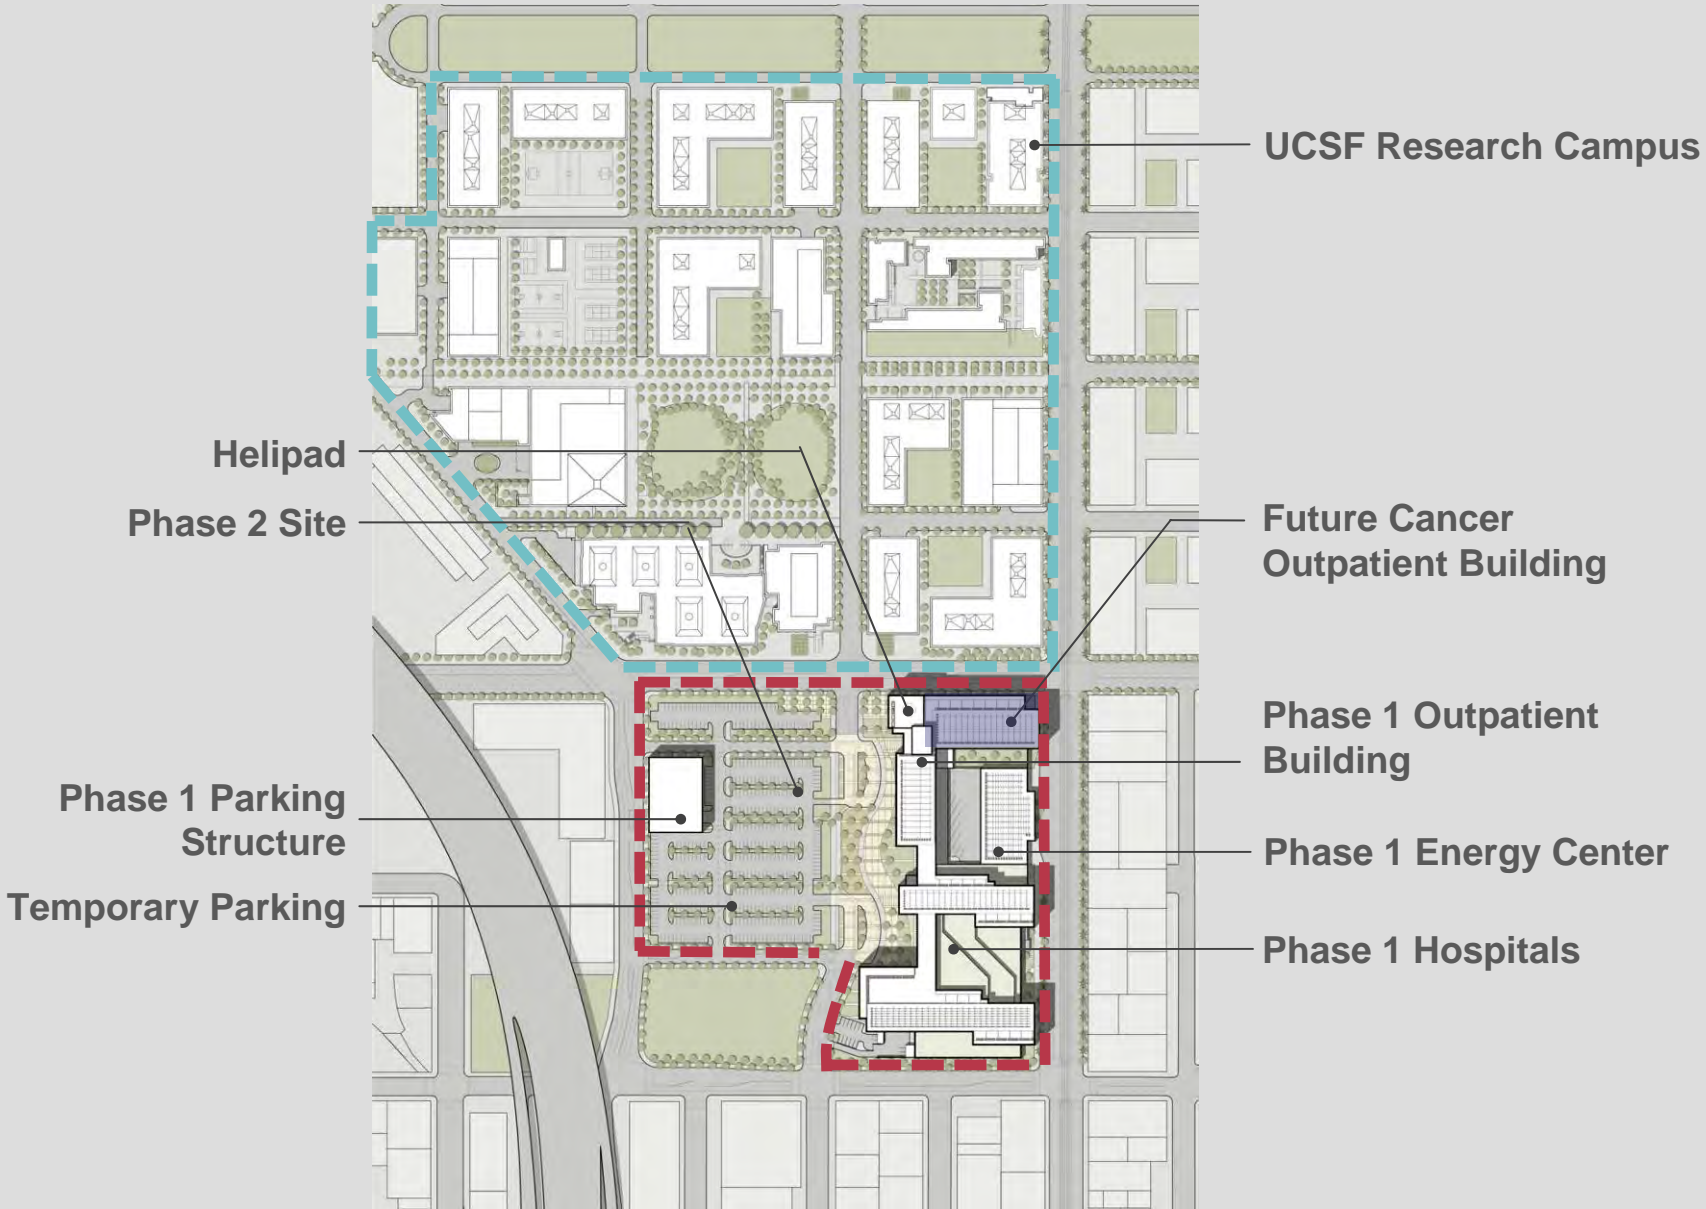 UCSF Research Campus
Helipad
Phase 2 Site
Future Cancer
Outpatient Building
Phase 1 Outpatient
Building
Phase 1 Parking
Structure
Phase 1 Energy Center
Temporary Parking
Phase 1 Hospitals